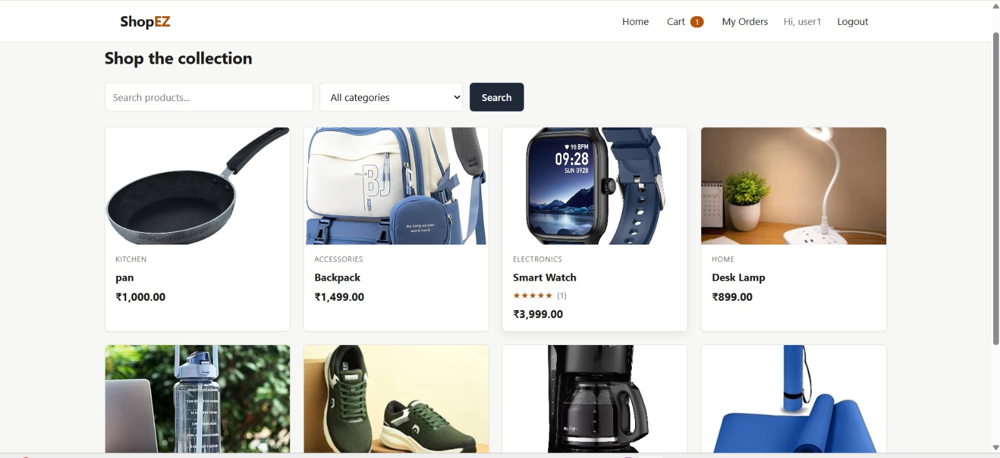 ShopEZ
Home Cart 1 My Orders Hi, user1 Logout
Shop the collection
Search products...
All categories
Search
HELLO
BJ
As long as you
work hard
98 BPM
09:28
SUN 0928
KITCHEN
pan
₹1,000.00
ACCESSORIES
Backpack
₹1,499.00
ELECTRONICS
Smart Watch
★★★★★ (1)
₹3,999.00
HOME
Desk Lamp
₹899.00